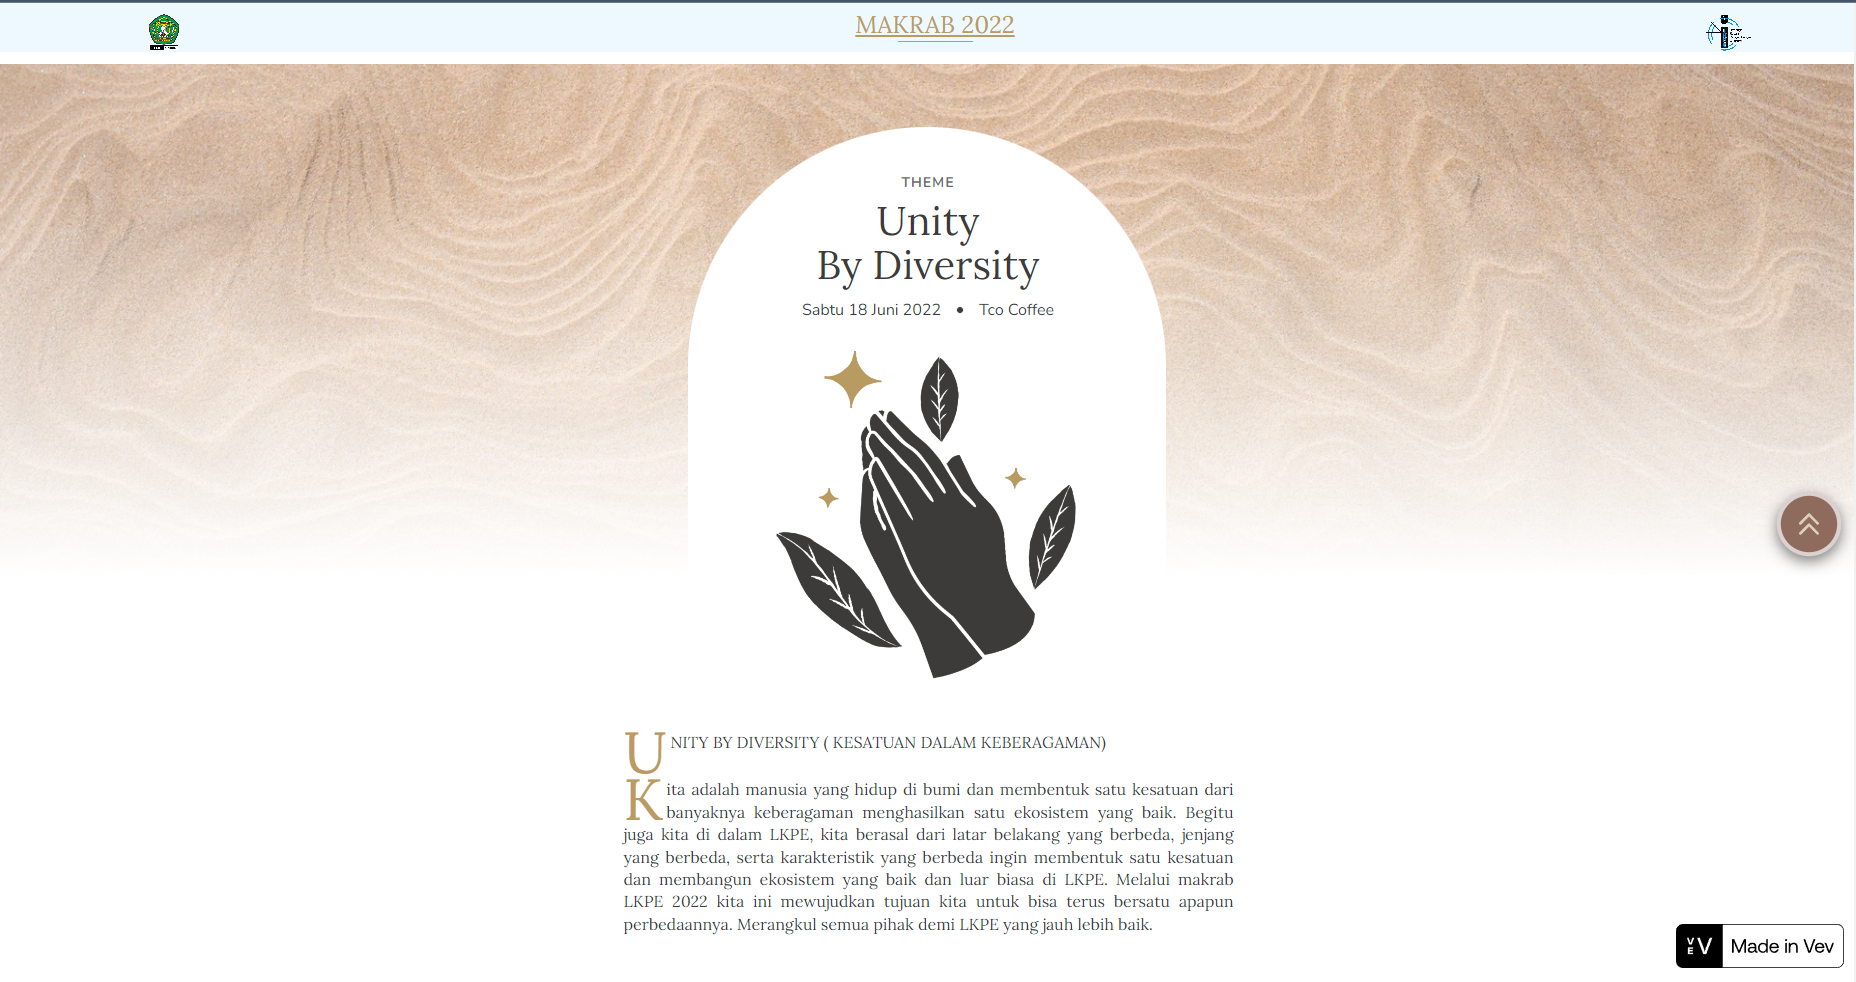 MAKRAB 2022
THEME
Unity
By Diversity
Sabtu 18 Juni 2022 • Tco Coffee
UNITY BY DIVERSITY ( KESATUAN DALAM KEBERAGAMAN)
Kita adalah manusia yang hidup di bumi dan membentuk satu kesatuan dari
banyaknya keberagaman menghasilkan satu ekosistem yang baik. Begitu
juga kita di dalam LKPE, kita berasal dari latar belakang yang berbeda, jenjang
yang berbeda, serta karakteristik yang berbeda ingin membentuk satu kesatuan
dan membangun ekosistem yang baik dan luar biasa di LKPE. Melalui makrab
LKPE 2022 kita ini mewujudkan tujuan kita untuk bisa terus bersatu apapun
perbedaannya. Merangkul semua pihak demi LKPE yang jauh lebih baik.
VEV Made in Vev